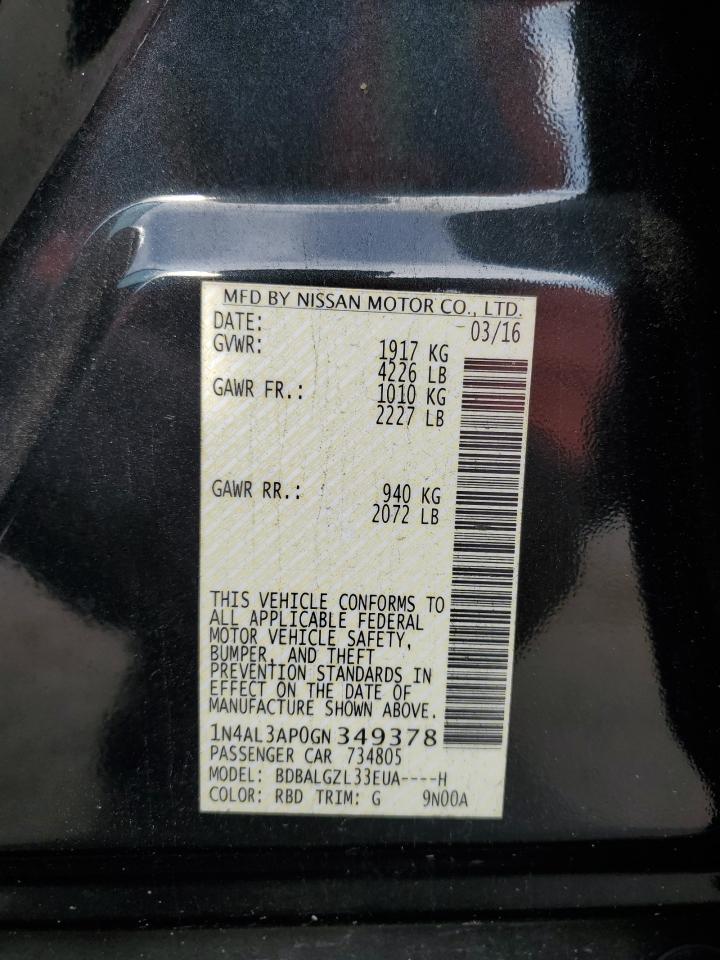 MFD BY NISSAN MOTOR CO., LTD.
DATE: 03/16
GVWR: 1917 KG
4226 LB
GAWR FR.: 1010 KG
2227 LB
GAWR RR.: 940 KG
2072 LB
THIS VEHICLE CONFORMS TO
ALL APPLICABLE FEDERAL
MOTOR VEHICLE SAFETY,
BUMPER, AND THEFT
PREVENTION STANDARDS IN
EFFECT ON THE DATE OF
MANUFACTURE SHOWN ABOVE.
1N4AL3AP0GN349378
PASSENGER CAR 734805
MODEL: BDBALGZL33EUA----H
COLOR: RBD TRIM: G 9N00A